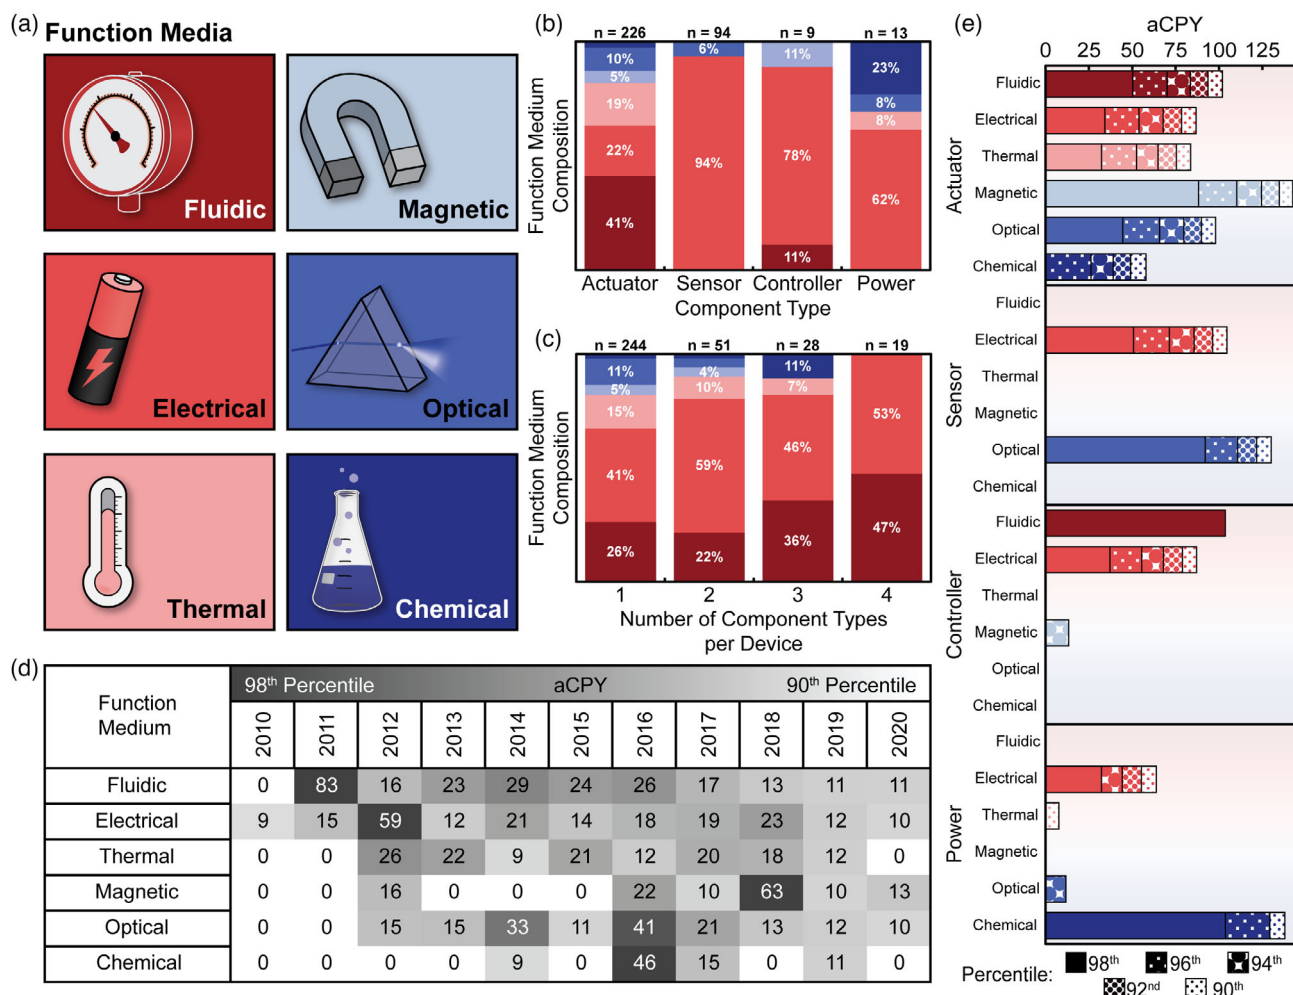 (a)
Function Media
Fluidic
Magnetic
Electrical
Optical
Thermal
Chemical
(b)
n = 226 n = 94 n = 9 n = 13
Function Medium
Composition
10%
5%
19%
22%
41%
6%
94%
11%
78%
11%
23%
8%
8%
62%
Actuator Sensor Controller Power
Component Type
(c)
n = 244 n = 51 n = 28 n = 19
Function Medium
Composition
11%
5%
15%
41%
26%
4%
10%
59%
22%
11%
7%
46%
36%
53%
47%
1 2 3 4
Number of Component Types
per Device
(d)
Function
Medium
98th Percentile aCPY 90th Percentile
2010 2011 2012 2013 2014 2015 2016 2017 2018 2019 2020
Fluidic 0 83 16 23 29 24 26 17 13 11 11
Electrical 9 15 59 12 21 14 18 19 23 12 10
Thermal 0 0 26 22 9 21 12 20 18 12 0
Magnetic 0 0 16 0 0 0 22 10 63 10 13
Optical 0 0 15 15 33 11 41 21 13 12 10
Chemical 0 0 0 0 9 0 46 15 0 11 0
(e)
aCPY
0 25 50 75 100 125
Actuator
Fluidic
Electrical
Thermal
Magnetic
Optical
Chemical
Sensor
Fluidic
Electrical
Thermal
Magnetic
Optical
Chemical
Controller
Fluidic
Electrical
Thermal
Magnetic
Optical
Chemical
Power
Fluidic
Electrical
Thermal
Magnetic
Optical
Chemical
Percentile: 98th 96th 94th
92nd 90th